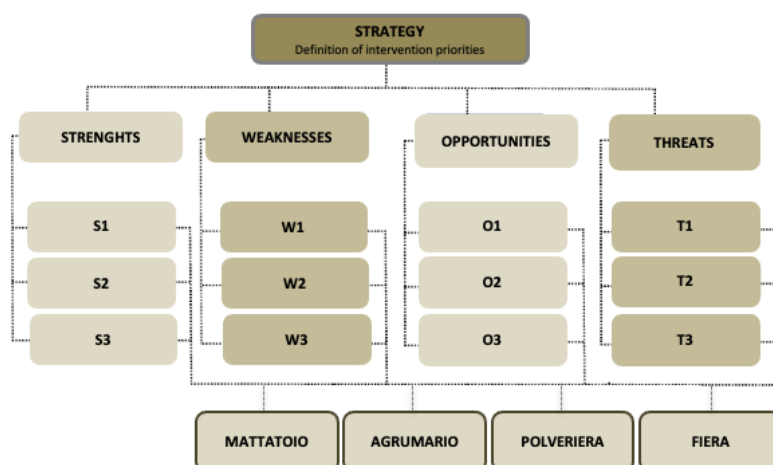 STRATEGY
Definition of intervention priorities
STRENGHTS
WEAKNESSES
OPPORTUNITIES
THREATS
S1
W1
O1
T1
S2
W2
O2
T2
S3
W3
O3
T3
MATTATOIO
AGRUMARIO
POLVERIERA
FIERA